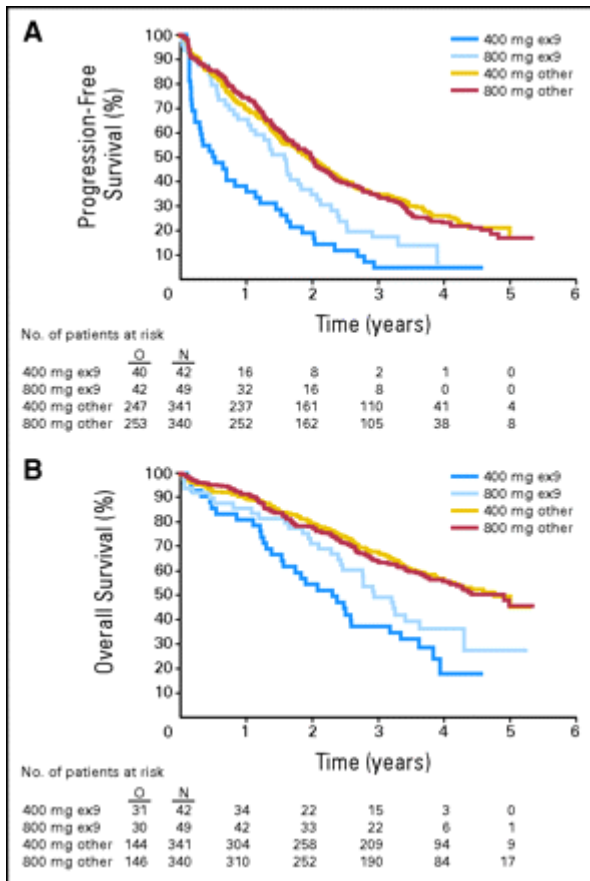 A
Progression-Free
Survival (%)
100
90
80
70
60
50
40
30
20
10
0
1
2
3
4
5
6
Time (years)
400 mg ex9
800 mg ex9
400 mg other
800 mg other
No. of patients at risk
O N
400 mg ex9 40 42 16 8 2 1 0
800 mg ex9 42 49 32 16 8 0 0
400 mg other 247 341 237 161 110 41 4
800 mg other 253 340 252 162 105 38 8
B
Overall Survival (%)
100
90
80
70
60
50
40
30
20
10
0
1
2
3
4
5
6
Time (years)
400 mg ex9
800 mg ex9
400 mg other
800 mg other
No. of patients at risk
O N
400 mg ex9 31 42 34 22 15 3 0
800 mg ex9 30 49 42 33 22 6 1
400 mg other 144 341 304 258 209 94 9
800 mg other 146 340 310 252 190 84 17